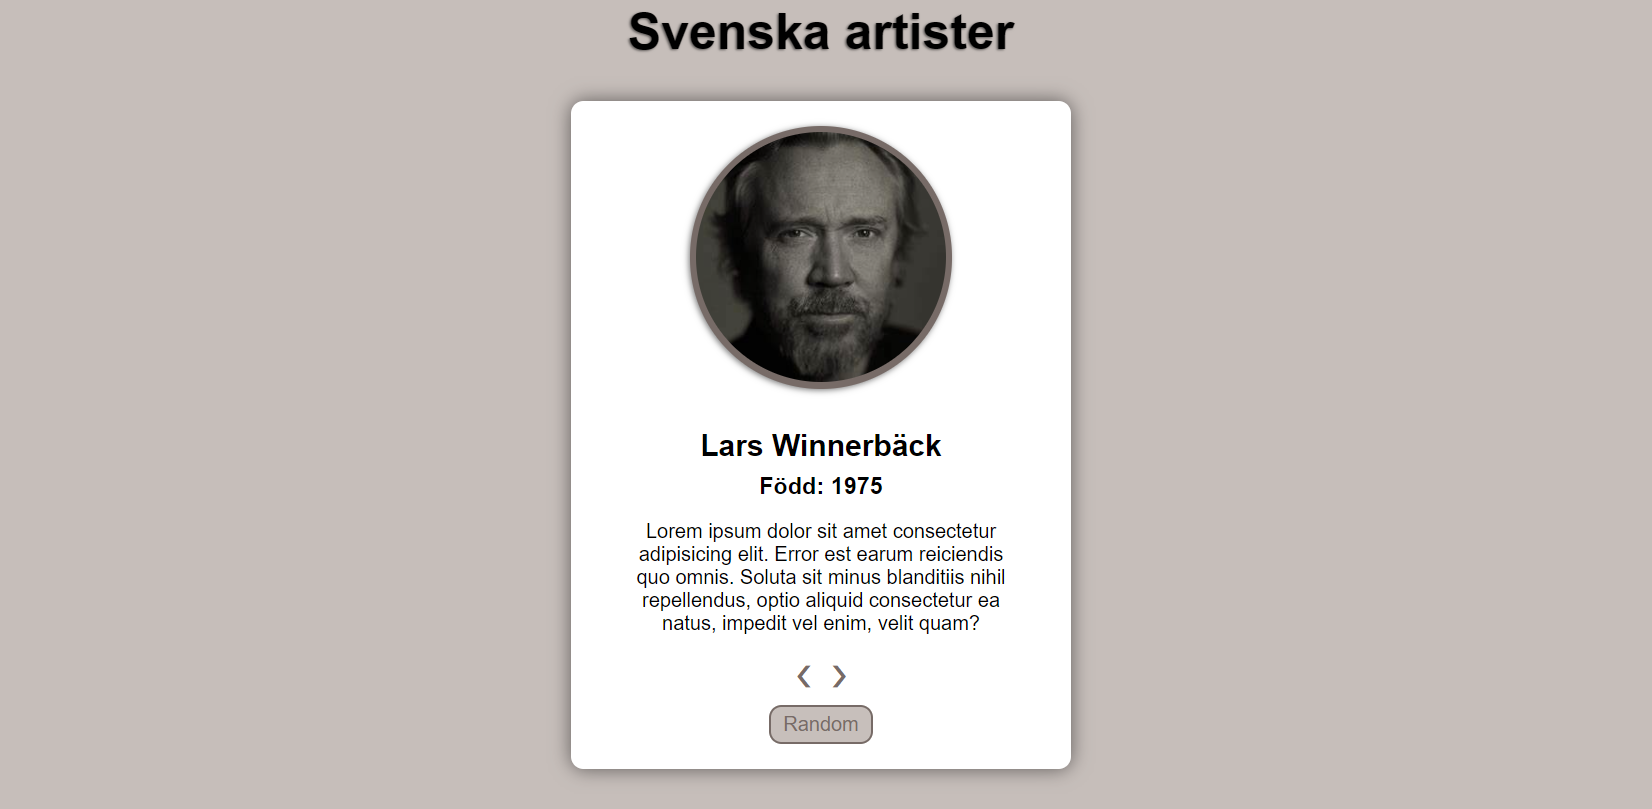 Svenska artister
Lars Winnerbäck
Född: 1975
Lorem ipsum dolor sit amet consectetur
adipisicing elit. Error est earum reiciendis
quo omnis. Soluta sit minus blanditiis nihil
repellendus, optio aliquid consectetur ea
natus, impedit vel enim, velit quam?
❮ ❯
Random